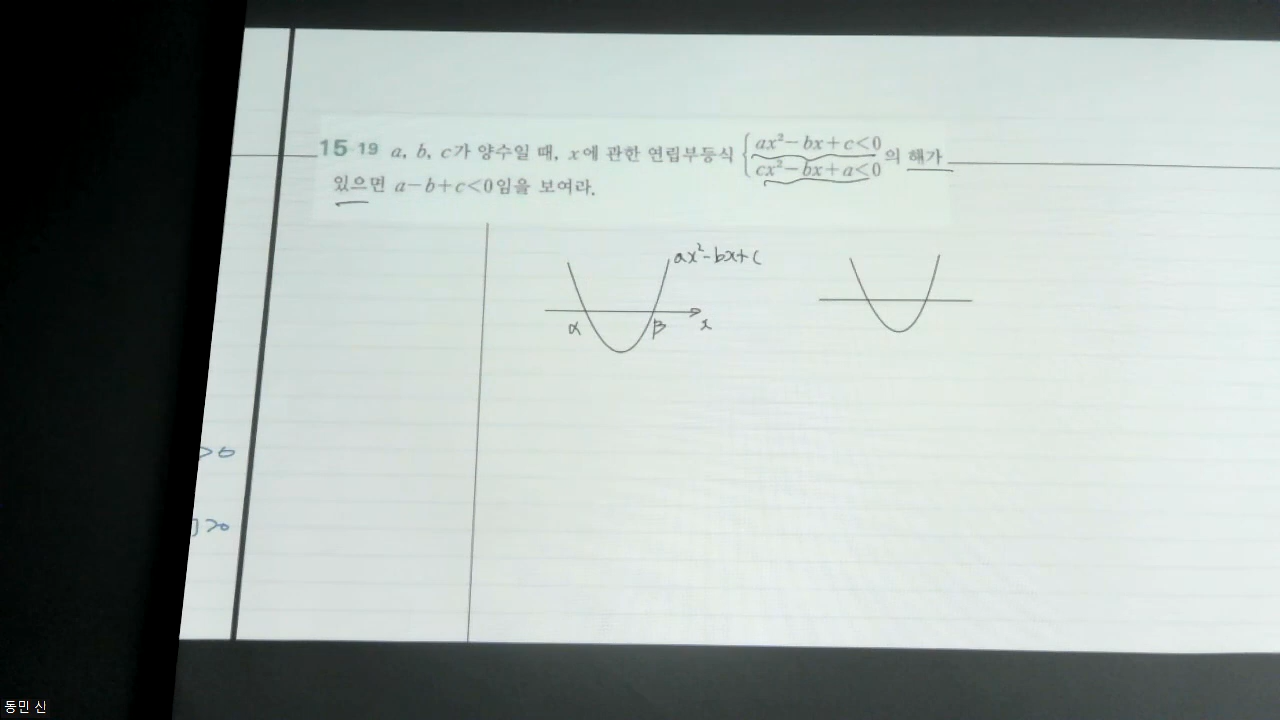 15-19 a, b, c가 양수일 때, x에 관한 연립부등식 { ax²-bx+c<0 의 해가
cx²-bx+a<0
있으면 a-b+c<0임을 보여라.
ax²-bx+c
α β x
>0
>0
동민 신